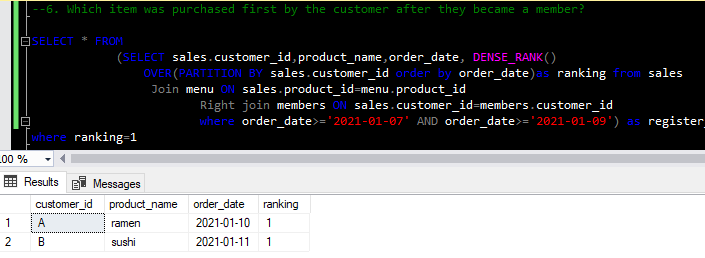 --6. Which item was purchased first by the customer after they became a member?
SELECT * FROM
(SELECT sales.customer_id,product_name,order_date, DENSE_RANK()
OVER(PARTITION BY sales.customer_id order by order_date)as ranking from sales
Join menu ON sales.product_id=menu.product_id
Right join members ON sales.customer_id=members.customer_id
where order_date>='2021-01-07' AND order_date>='2021-01-09') as register_
where ranking=1
.00 %
Results Messages
customer_id product_name order_date ranking
1 A ramen 2021-01-10 1
2 B sushi 2021-01-11 1